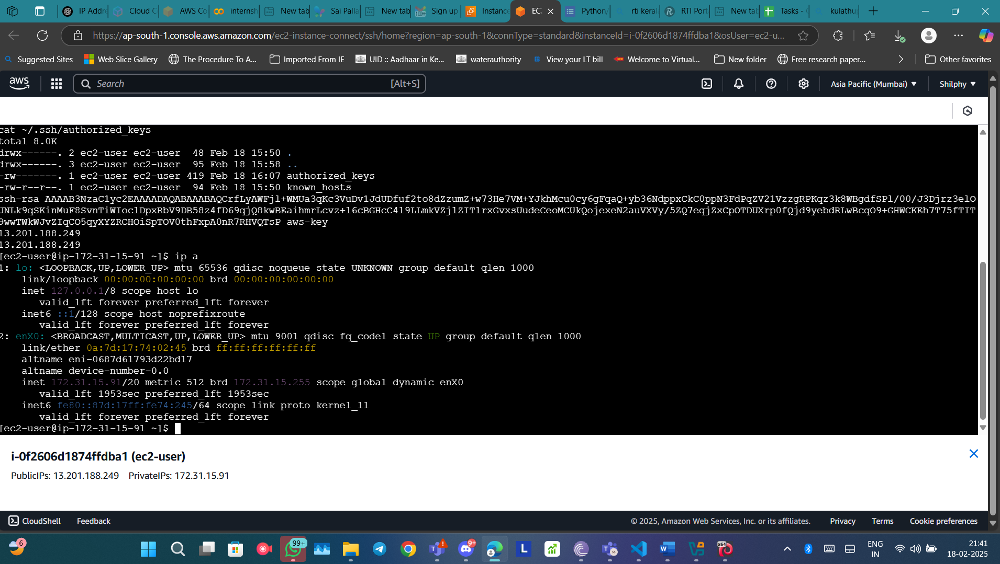 IP Addre
Cloud C
AWS Co
internsh
New tab
Sai Palla
New tab
Sign up
Instance
EC
Python/
rti kerala
RTI Port
New tab
Tasks - (
kulathup
https://ap-south-1.console.aws.amazon.com/ec2-instance-connect/ssh/home?region=ap-south-1&connType=standard&instanceId=i-0f2606d1874ffdba1&osUser=ec2-u...
Suggested Sites
Web Slice Gallery
The Procedure To A...
Imported From IE
UID :: Aadhaar in Ke...
waterauthority
View your LT bill
Welcome to Virtual...
New folder
Free research paper...
Other favorites
aws
Search
[Alt+S]
Asia Pacific (Mumbai)
Shilphy
cat ~/.ssh/authorized_keys
total 8.0K
drwx------. 2 ec2-user ec2-user  48 Feb 18 15:50 .
drwx------. 3 ec2-user ec2-user  95 Feb 18 15:58 ..
-rw-------. 1 ec2-user ec2-user 419 Feb 18 16:07 authorized_keys
-rw-r--r--. 1 ec2-user ec2-user  94 Feb 18 15:50 known_hosts
ssh-rsa AAAAB3NzaC1yc2EAAAADAQABAAABAQCrfLyAWFjl+WMUa3qKc3VuDv1JdUDfuf2to8dZzumZ+w73He7VM+YJkhMcu0cy6gFqaQ+yb36NdppxCkC0ppN3FdPqZV21VzzgRPKqz3k8WBgdfSPl/00/J3Djrz3elO
JNLk9qSKinMuF8SvnTiWIoc1DpxRbV9DB58z4fD69qjQ8kwBEaihmrLcvz+16cBGHcC4l9LLmkVZj1ZIT1rxGvxsUudeCeoMCUkQojexeN2auVXVy/5ZQ7eqjZxCpOTDUXrp0fQjd9yebdRLwBcqO9+GHWCKEh7T75fTIT
9wwTWkWJvZIqCO5qyXYZRCHOiSpTOV0thFxpA0nR7RHVQTsP aws-key
13.201.188.249
13.201.188.249
[ec2-user@ip-172-31-15-91 ~]$ ip a
1: lo: <LOOPBACK,UP,LOWER_UP> mtu 65536 qdisc noqueue state UNKNOWN group default qlen 1000
link/loopback 00:00:00:00:00:00 brd 00:00:00:00:00:00
inet 127.0.0.1/8 scope host lo
valid_lft forever preferred_lft forever
inet6 ::1/128 scope host noprefixroute
valid_lft forever preferred_lft forever
2: enX0: <BROADCAST,MULTICAST,UP,LOWER_UP> mtu 9001 qdisc fq_codel state UP group default qlen 1000
link/ether 0a:7d:17:74:02:45 brd ff:ff:ff:ff:ff:ff
altname eni-0687d61793d22bd17
altname device-number-0.0
inet 172.31.15.91/20 metric 512 brd 172.31.15.255 scope global dynamic enX0
valid_lft 1953sec preferred_lft 1953sec
inet6 fe80::87d:17ff:fe74:245/64 scope link proto kernel_ll
valid_lft forever preferred_lft forever
[ec2-user@ip-172-31-15-91 ~]$
i-0f2606d1874ffdba1 (ec2-user)
PublicIPs: 13.201.188.249 PrivateIPs: 172.31.15.91
CloudShell
Feedback
© 2025, Amazon Web Services, Inc. or its affiliates.
Privacy
Terms
Cookie preferences
6
99+
9+
L
x64
ENG
IN
21:41
18-02-2025